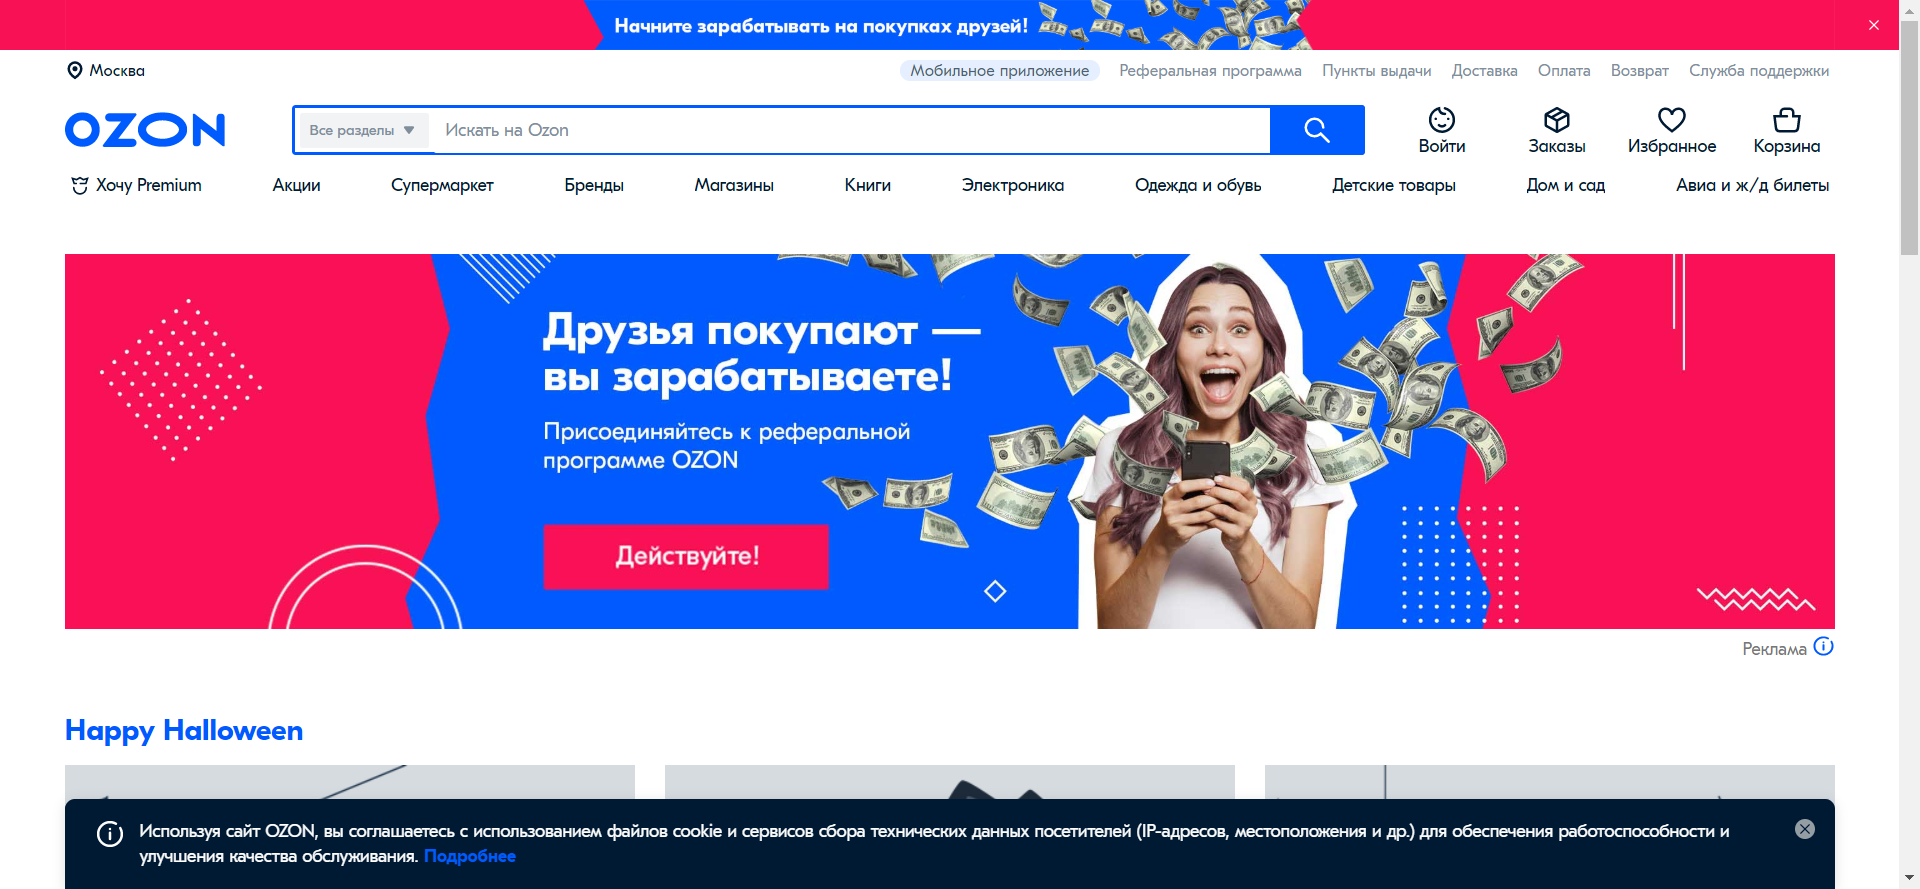 Начните зарабатывать на покупках друзей!
Москва
Мобильное приложение Реферальная программа Пункты выдачи Доставка Оплата Возврат Служба поддержки
OZON
Все разделы Искать на Ozon
Войти Заказы Избранное Корзина
Хочу Premium Акции Супермаркет Бренды Магазины Книги Электроника Одежда и обувь Детские товары Дом и сад Авиа и ж/д билеты
Друзья покупают —
вы зарабатываете!
Присоединяйтесь к реферальной
программе OZON
Действуйте!
Реклама
Happy Halloween
Используя сайт OZON, вы соглашаетесь с использованием файлов cookie и сервисов сбора технических данных посетителей (IP-адресов, местоположения и др.) для обеспечения работоспособности и
улучшения качества обслуживания. Подробнее